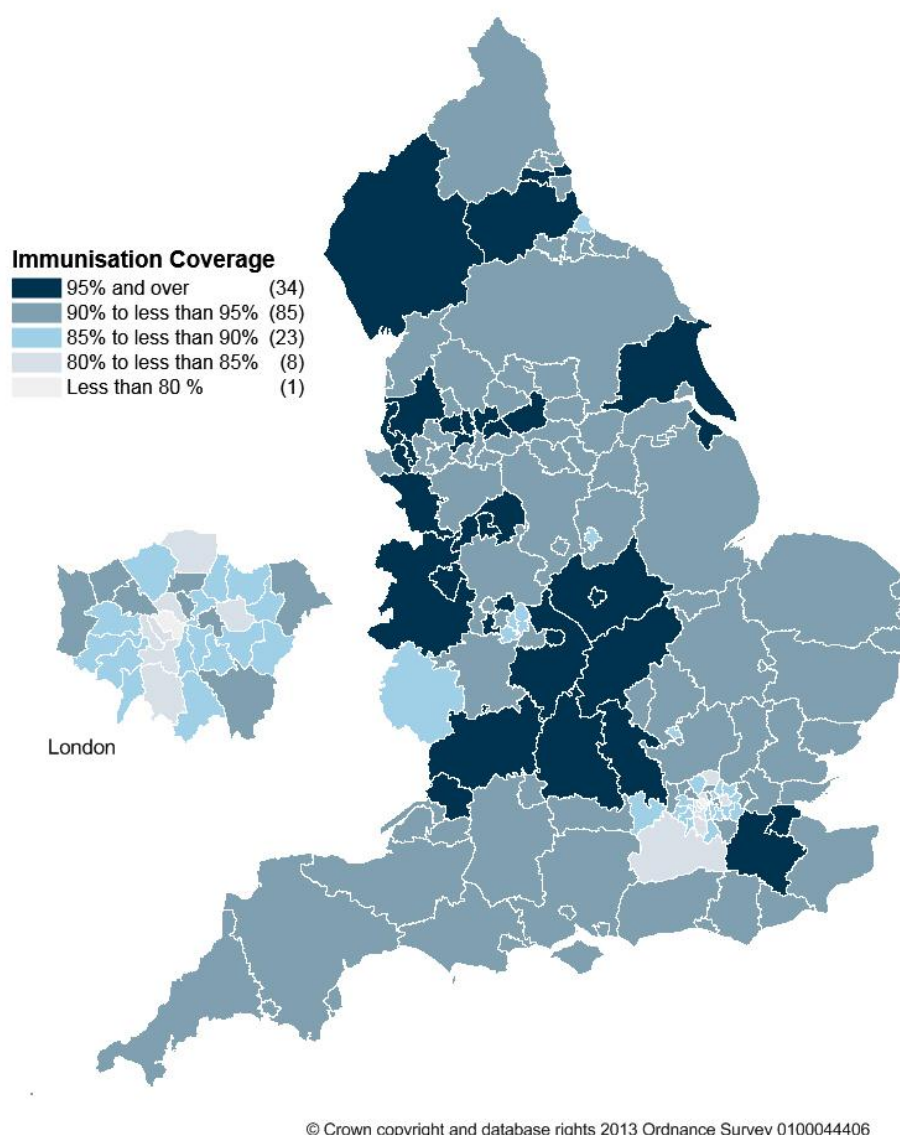 Immunisation Coverage
95% and over (34)
90% to less than 95% (85)
85% to less than 90% (23)
80% to less than 85% (8)
Less than 80 % (1)
London
© Crown copyright and database rights 2013 Ordnance Survey 0100044406